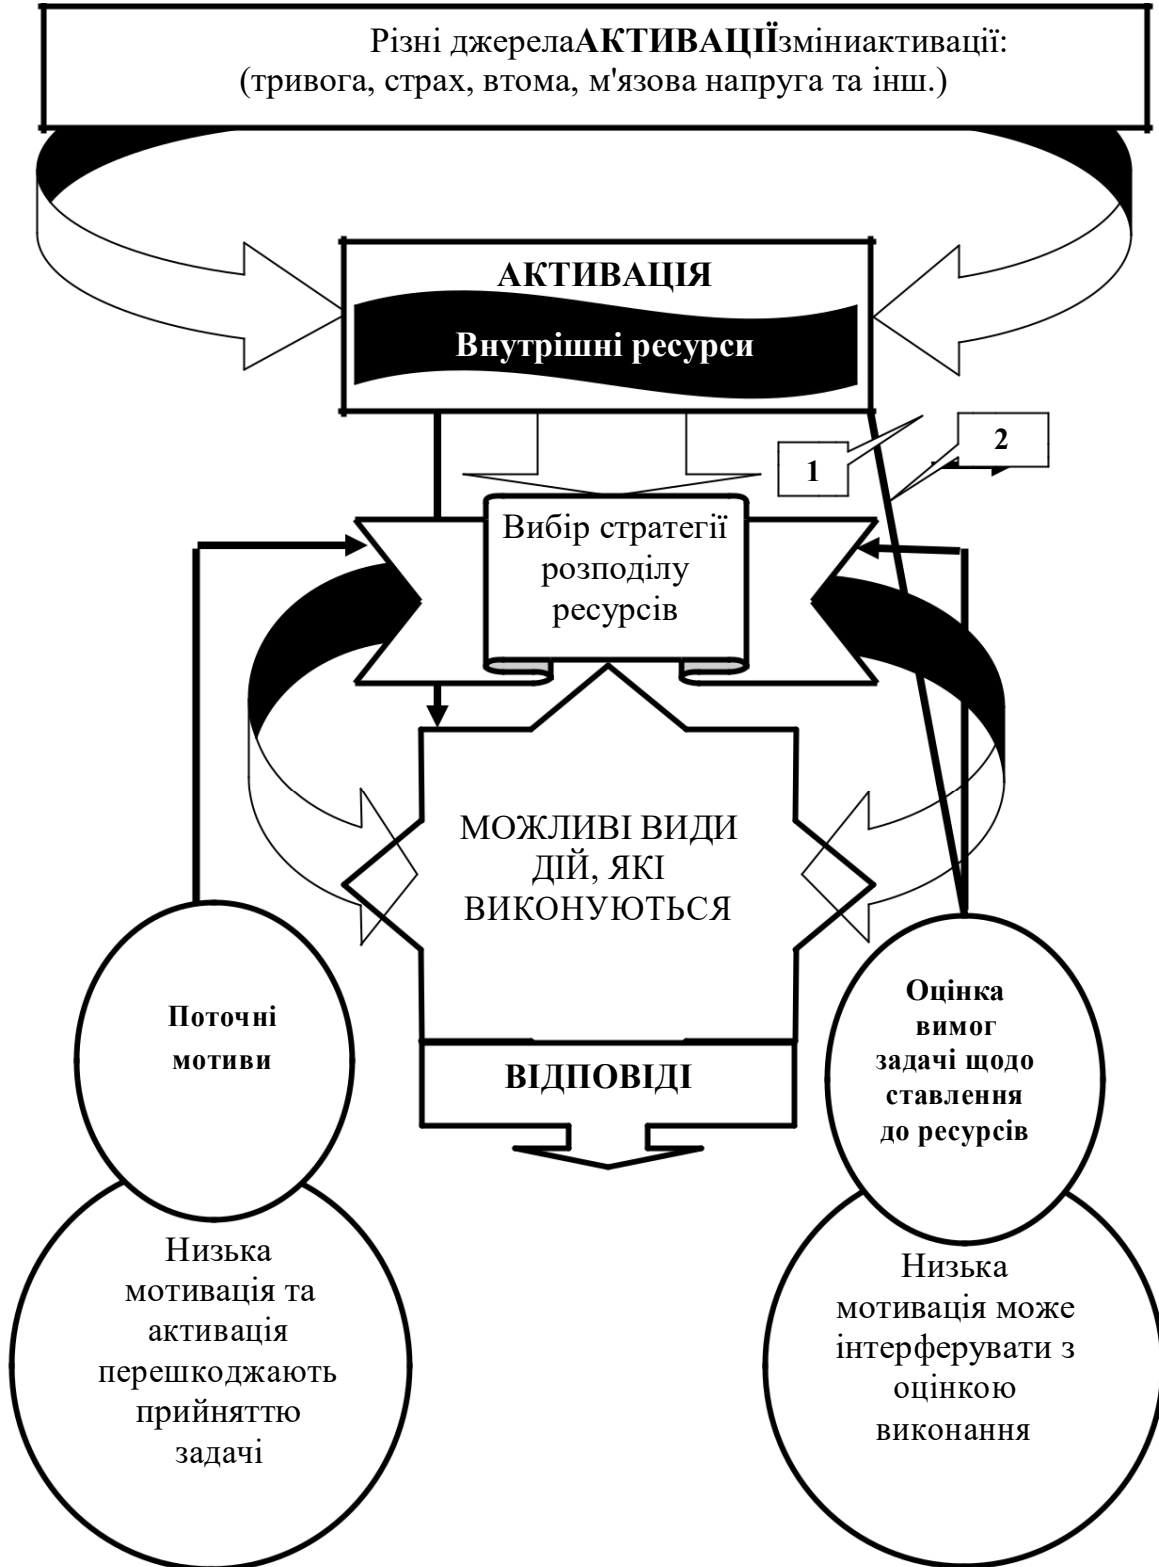 Різні джерелаАКТИВАЦІЇзміниактивації:
(тривога, страх, втома, м'язова напруга та інш.)
АКТИВАЦІЯ
Внутрішні ресурси
1
2
Вибір стратегії
розподілу
ресурсів
МОЖЛИВІ ВИДИ
ДІЙ, ЯКІ
ВИКОНУЮТЬСЯ
Поточні
мотиви
Оцінка
вимог
задачі щодо
ставлення
до ресурсів
ВІДПОВІДІ
Низька
мотивація та
активація
перешкоджають
прийняттю
задачі
Низька
мотивація може
інтерферувати з
оцінкою
виконання